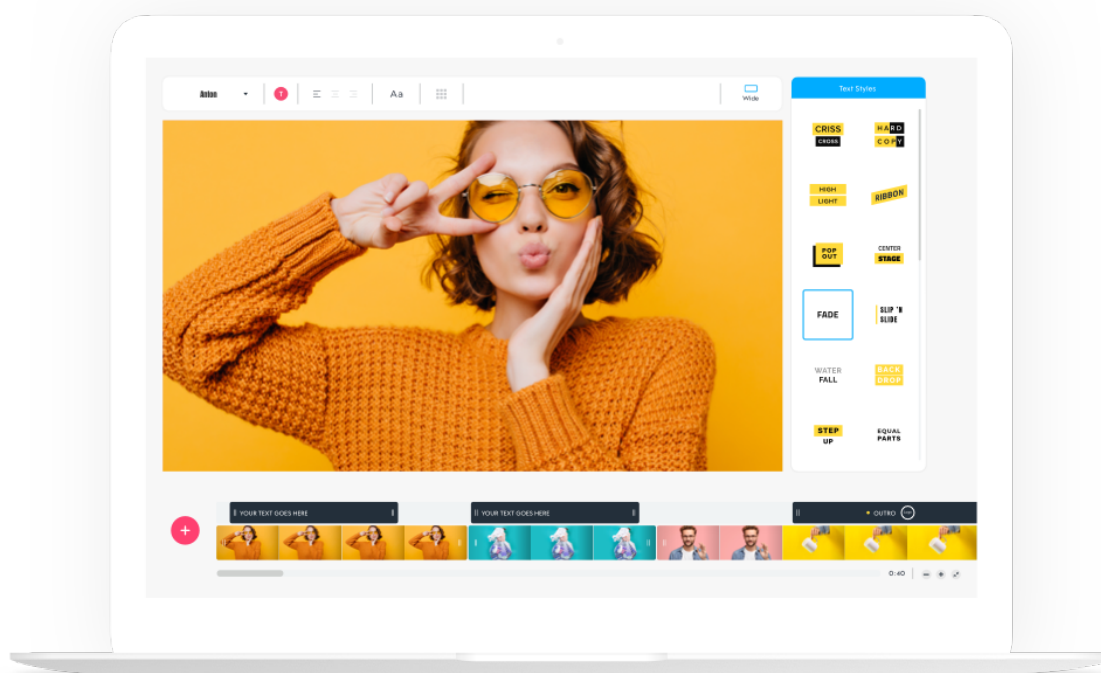 Anton
T
Aa
Wide
Text Styles
CRISS
CROSS
HARD
COPY
HIGH
LIGHT
RIBBON
POP
OUT
CENTER
STAGE
FADE
SLIP 'N
SLIDE
WATER
FALL
BACK
DROP
STEP
UP
EQUAL
PARTS
YOUR TEXT GOES HERE
YOUR TEXT GOES HERE
OUTRO
0:40